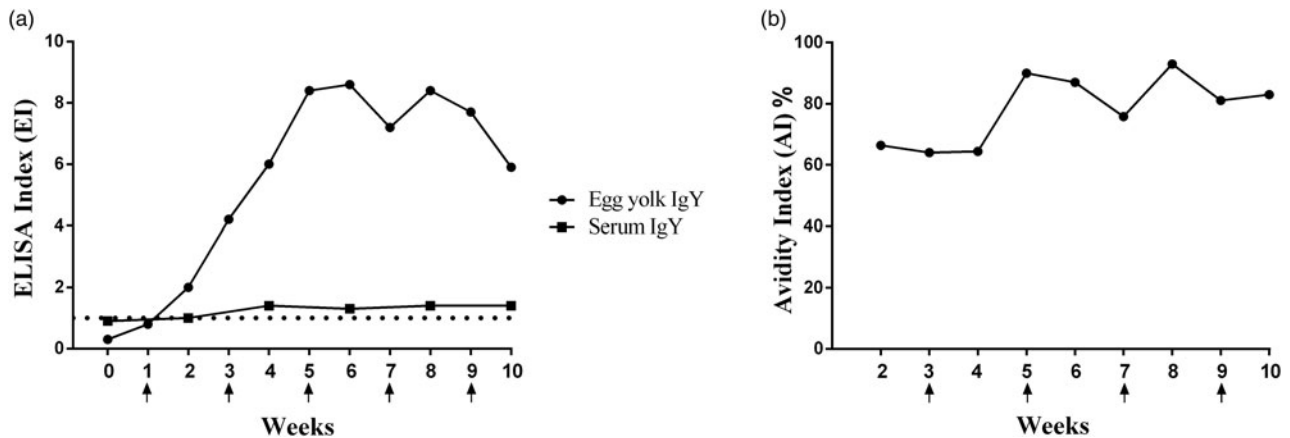 (a)
ELISA Index (EI)
10
8
6
4
2
0
0 1 2 3 4 5 6 7 8 9 10
Weeks
Egg yolk IgY
Serum IgY
(b)
Avidity Index (AI) %
100
80
60
40
20
0
2 3 4 5 6 7 8 9 10
Weeks